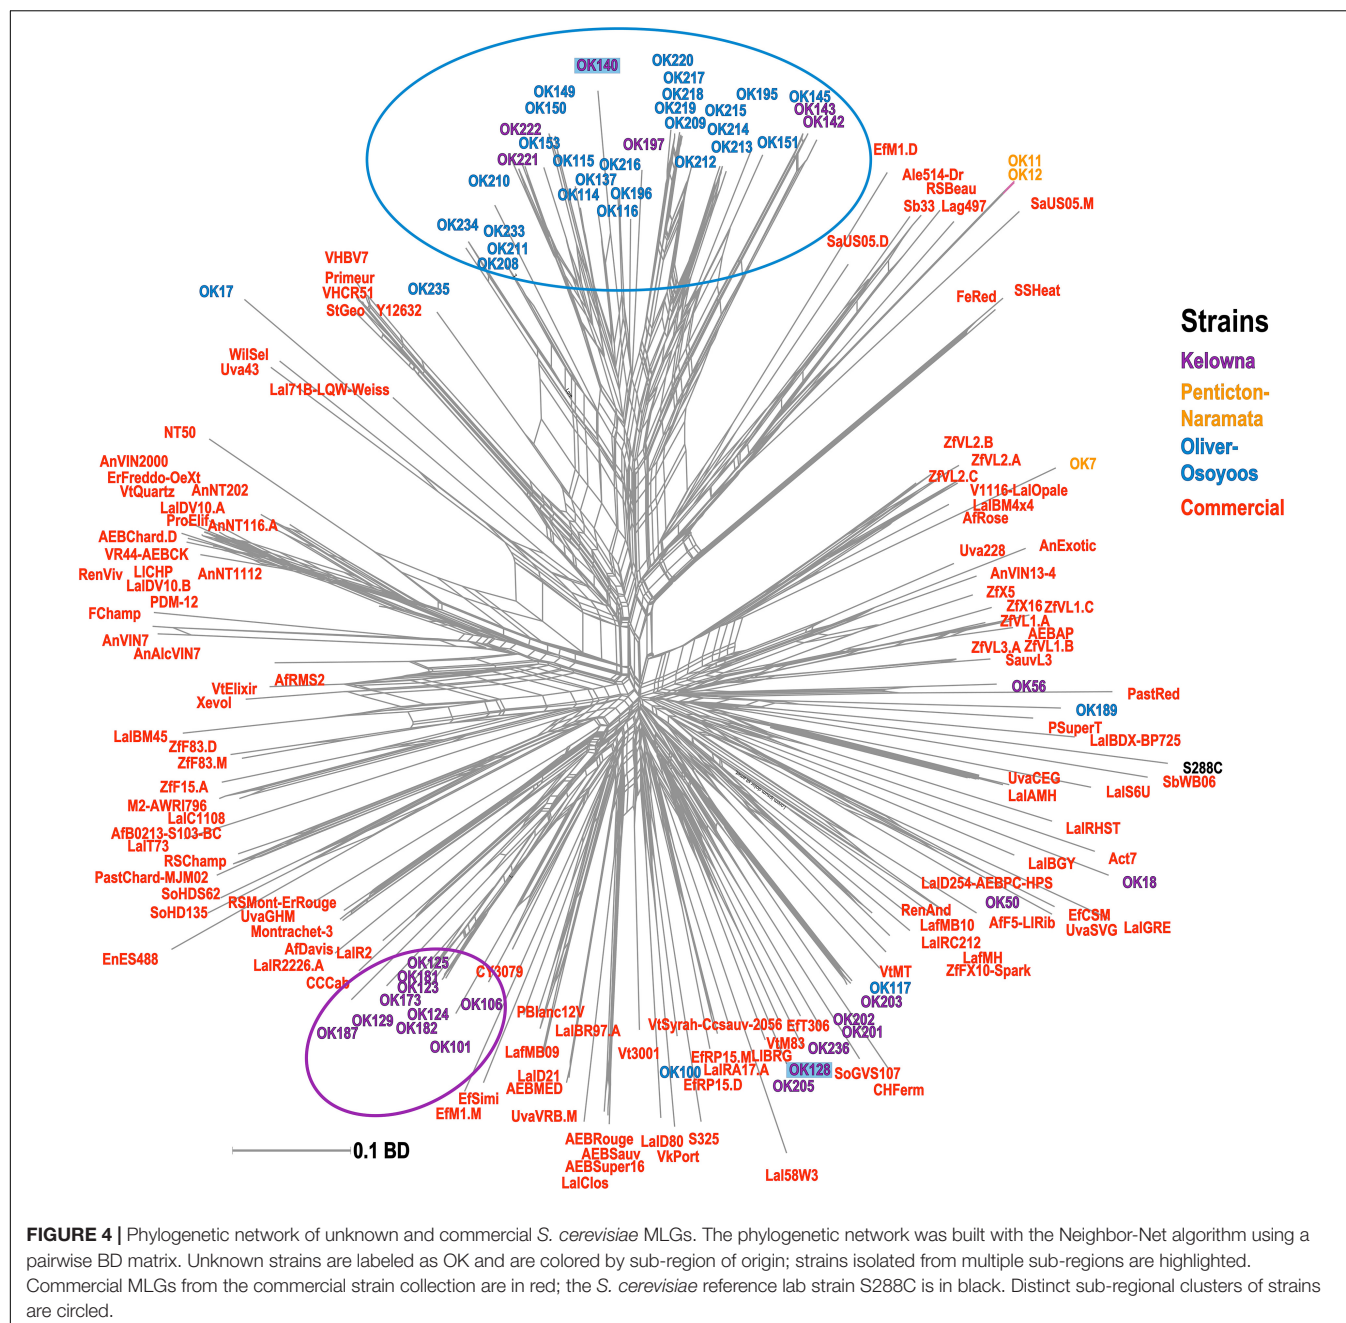 OK140
OK220
OK217
OK149
OK218
OK195
OK145
OK150
OK219
OK215
OK143
OK222
OK209
OK214
OK142
OK153
OK197
OK213
OK151
OK221
OK115
OK216
OK212
EfM1.D
OK210
OK137
OK114
OK196
OK116
Ale514-Dr
OK11
OK12
RSBeau
Sb33
Lag497
SaUS05.M
OK234
OK233
OK211
OK208
SaUS05.D
VHBV7
Primeur
VHCR51
StGeo
Y12632
OK235
OK17
FeRed
SSHeat
Strains
Kelowna
Penticton-
Naramata
Oliver-
Osoyoos
Commercial
WilSel
Uva43
Lal71B-LQW-Weiss
NT50
AnVIN2000
ErFreddo-OeXt
VtQuartz
AnNT202
LalDV10.A
ProElif
AnNT116.A
AEBChard.D
VR44-AEBCK
RenViv
LICHP
AnNT1112
LalDV10.B
PDM-12
FChamp
AnVIN7
AnAlcVIN7
ZfVL2.B
ZfVL2.A
OK7
ZfVL2.C
V1116-LalOpale
LalBM4x4
AfRose
Uva228
AnExotic
AnVIN13-4
ZfX5
ZfX16
ZfVL1.C
ZfVL1.A
AEBAP
ZfVL3.A
ZfVL1.B
SauvL3
AfRMS2
VtElixir
Xevol
OK56
PastRed
OK189
PSuperT
LalBDX-BP725
LalBM45
ZfF83.D
ZfF83.M
S288C
UvaCEG
SbWB06
LalS6U
LalAMH
ZfF15.A
M2-AWRI796
LalC1108
AfB0213-S103-BC
LalT73
RSChamp
PastChard-MJM02
SoHDS62
SoHD135
LalRHST
LalBGY
Act7
OK18
LalD254-AEBPC-HPS
OK50
RenAnd
EfCSM
LafMB10
AfF5-LlRib
UvaSVG
LalGRE
LalRC212
LafMH
ZfFX10-Spark
RSMont-ErRouge
UvaGHM
Montrachet-3
AfDavis
LalR2
EnES488
LalR2226.A
CCCab
OK125
OK181
OK123
CY3079
OK173
OK106
OK124
OK129
OK182
OK187
OK101
VtMT
OK117
OK203
PBlanc12V
LalBR97.A
VtSyrah-Ccsauv-2056
EfT306
OK202
OK201
VtM83
LafMB09
Vt3001
EfRP15.M
LIBRG
OK236
OK100
LalRA17.A
OK128
SoGVS107
LalD21
AEBMED
EfRP15.D
OK205
CHFerm
EfSimi
EfM1.M
UvaVRB.M
AEBRouge
LalD80
S325
AEBSauv
VkPort
AEBSuper16
LalClos
Lal58W3
0.1 BD
FIGURE 4 | Phylogenetic network of unknown and commercial S. cerevisiae MLGs. The phylogenetic network was built with the Neighbor-Net algorithm using a
pairwise BD matrix. Unknown strains are labeled as OK and are colored by sub-region of origin; strains isolated from multiple sub-regions are highlighted.
Commercial MLGs from the commercial strain collection are in red; the S. cerevisiae reference lab strain S288C is in black. Distinct sub-regional clusters of strains
are circled.